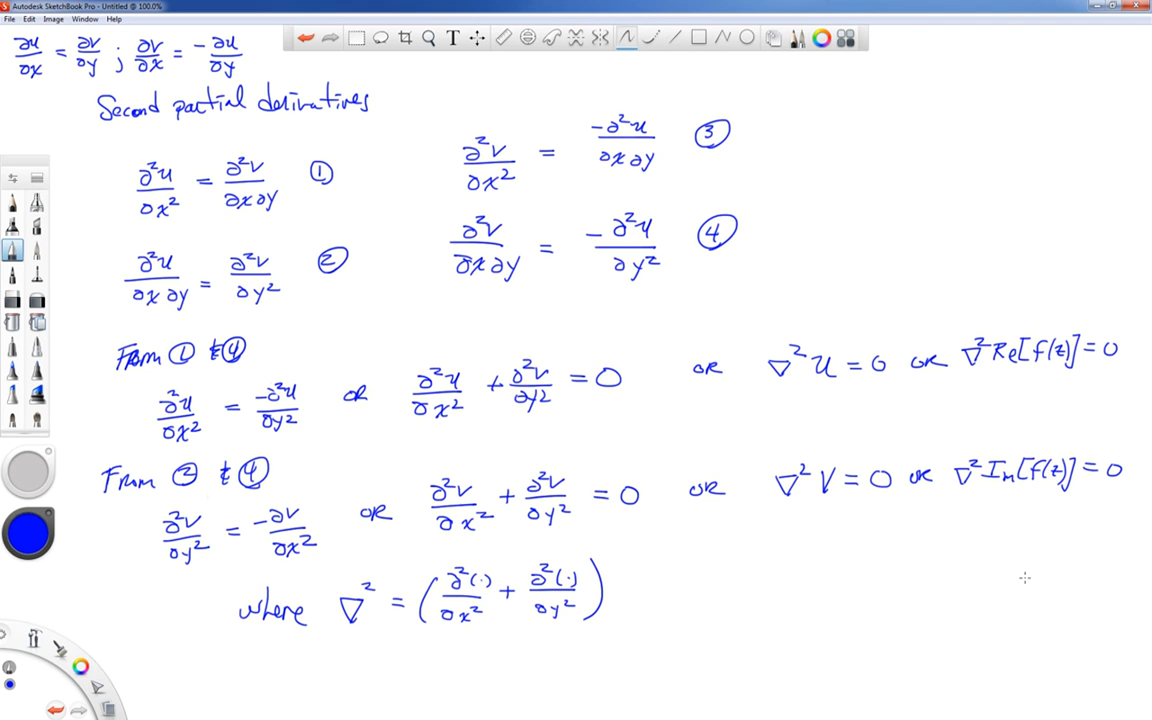 Autodesk SketchBook Pro - Untitled @ 100.0%
File Edit Image Window Help
∂u/∂x = ∂v/∂y ; ∂v/∂x = -∂u/∂y
Second partial derivatives
∂²u/∂x² = ∂²v/∂x∂y ①
∂²v/∂x² = -∂²u/∂x∂y ③
∂²u/∂x∂y = ∂²v/∂y² ②
∂²v/∂x∂y = -∂²u/∂y² ④
From ① & ④
∂²u/∂x² = -∂²u/∂y² OR ∂²u/∂x² + ∂²v/∂y² = 0 OR ∇²u = 0 OR ∇²Re[f(z)] = 0
From ② & ④
∂²v/∂y² = -∂v/∂x² OR ∂²v/∂x² + ∂²v/∂y² = 0 OR ∇²V = 0 OR ∇²Im[f(z)] = 0
where ∇² = (∂²(·)/∂x² + ∂²(·)/∂y²)